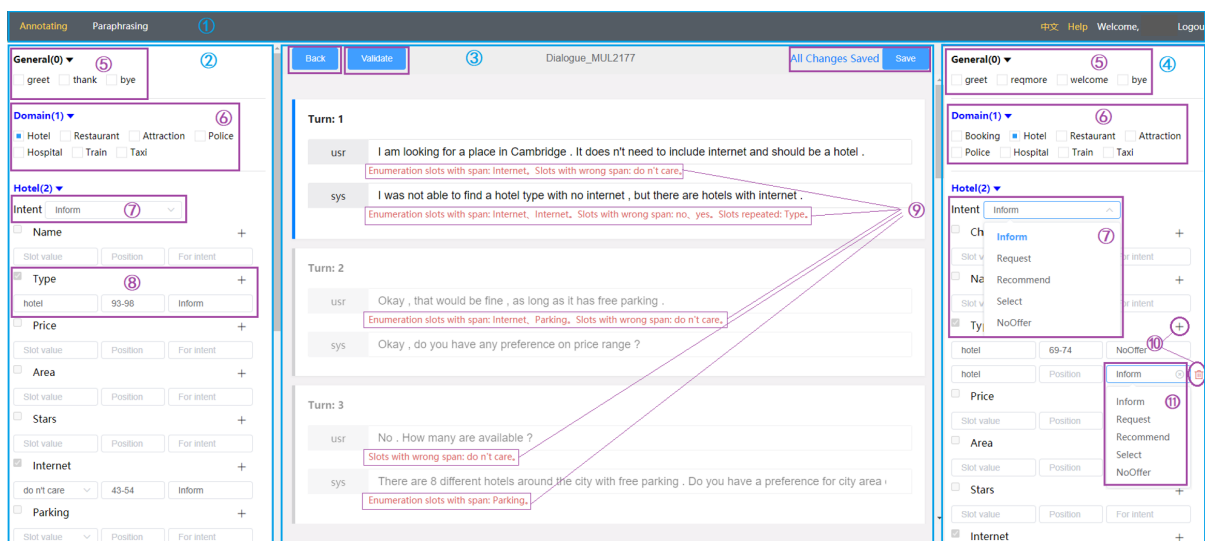 Annotating Paraphrasing ① 中文 Help Welcome, Logou
General(0) ▼ ⑤ ②
greet thank bye
Domain(1) ▼ ⑥
Hotel Restaurant Attraction Police
Hospital Train Taxi
Hotel(2) ▼
Intent Inform ⑦
Name +
Slot value Position For intent
Type ⑧ +
hotel 93-98 Inform
Price +
Slot value Position For intent
Area +
Slot value Position For intent
Stars +
Slot value Position For intent
Internet +
do n't care 43-54 Inform
Parking +
Slot value Position For intent
Back Validate ③ Dialogue_MUL2177 All Changes Saved Save
Turn: 1
usr I am looking for a place in Cambridge . It does n't need to include internet and should be a hotel .
Enumeration slots with span: Internet。Slots with wrong span: do n't care。
sys I was not able to find a hotel type with no internet , but there are hotels with internet .
Enumeration slots with span: Internet、Internet。Slots with wrong span: no、yes。Slots repeated: Type。
⑨
Turn: 2
usr Okay , that would be fine , as long as it has free parking .
Enumeration slots with span: Internet、Parking。Slots with wrong span: do n't care。
sys Okay , do you have any preference on price range ?
Turn: 3
usr No . How many are available ?
Slots with wrong span: do n't care。
sys There are 8 different hotels around the city with free parking . Do you have a preference for city area
Enumeration slots with span: Parking。
General(0) ▼ ⑤ ④
greet reqmore welcome bye
Domain(1) ▼ ⑥
Booking Hotel Restaurant Attraction
Police Hospital Train Taxi
Hotel(2) ▼
Intent Inform
Ch +
Inform ⑦
Slot v Request or intent
Na Recommend +
Slot v Select or intent
Ty NoOffer +
⑩
hotel 69-74 NoOffer
hotel Position Inform
Price
Inform ⑪
Slot value Position Request
Area Recommend
Select
Slot value Position NoOffer
Stars +
Slot value Position For intent
Internet +